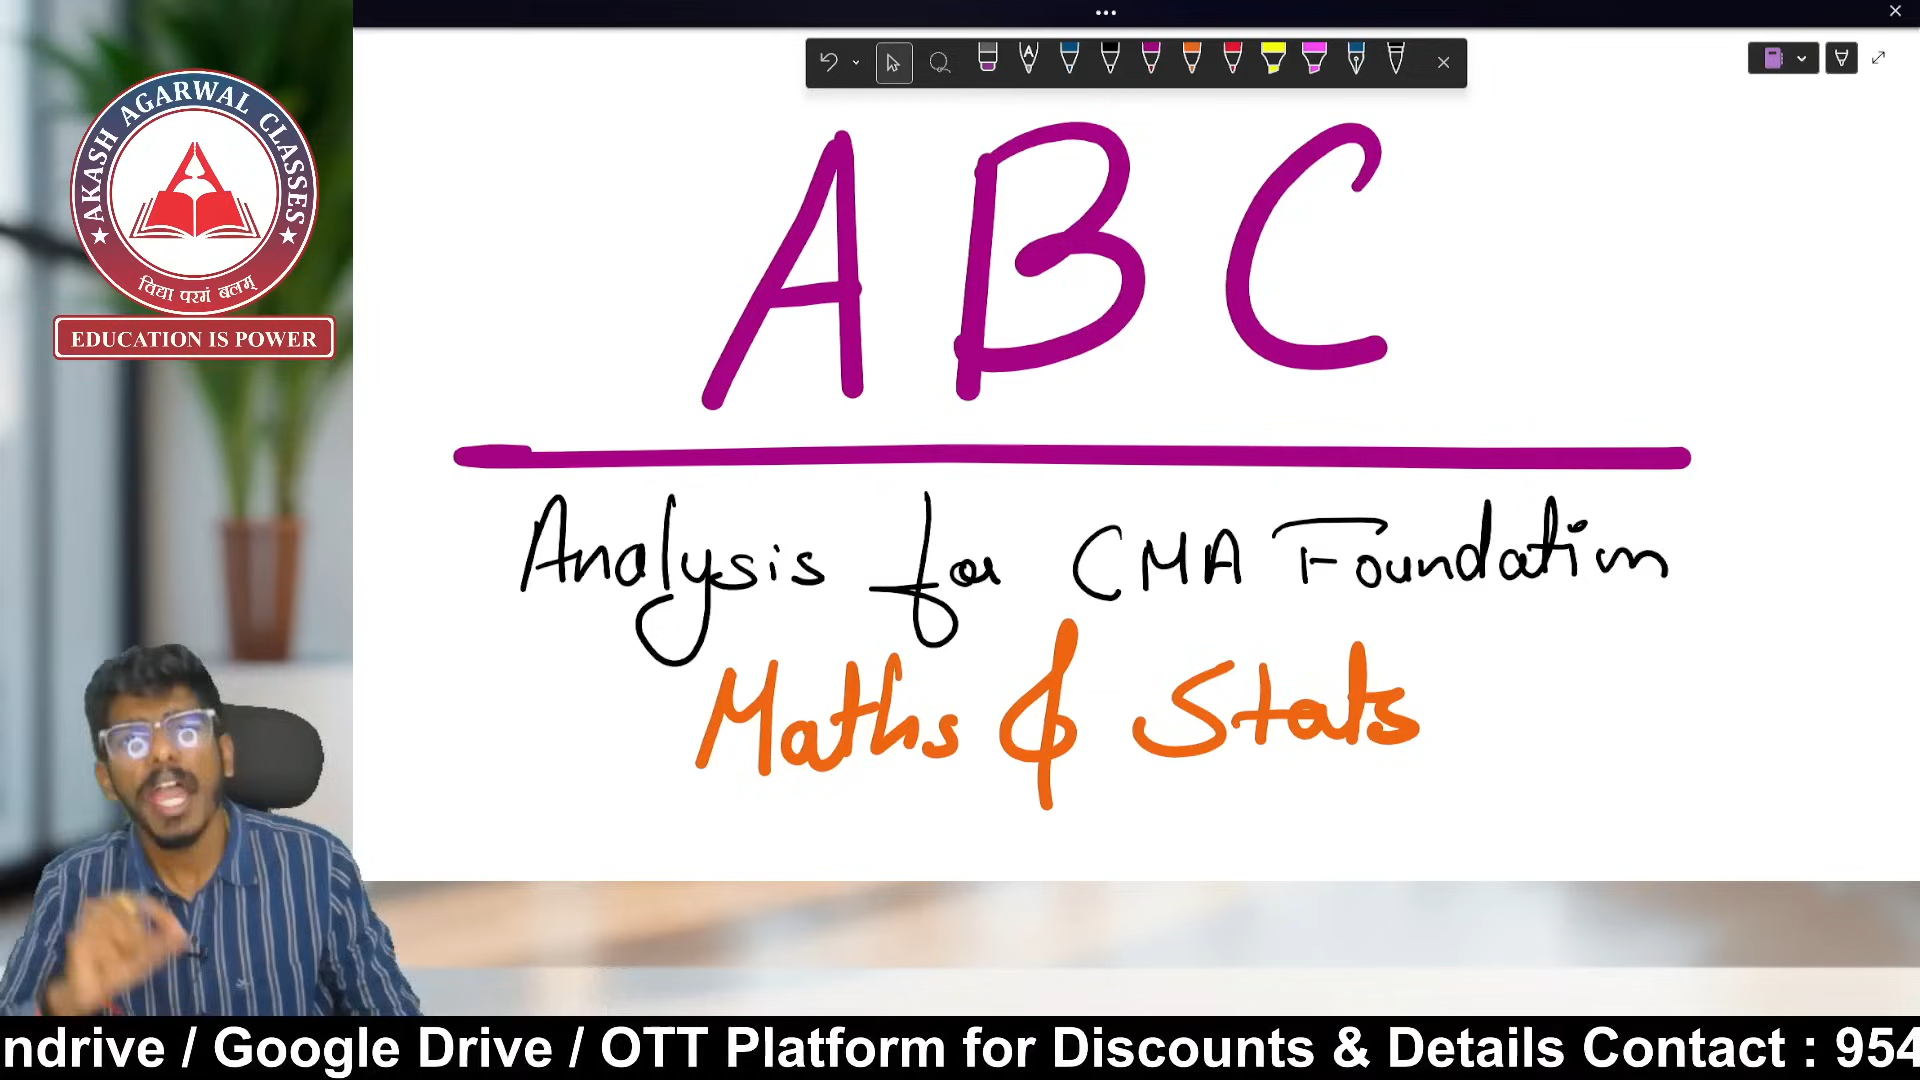 AKASH AGARWAL CLASSES
विद्या परमं बलम्
EDUCATION IS POWER
A B C
Analysis for CMA Foundation
Maths & Stats
ndrive / Google Drive / OTT Platform for Discounts & Details Contact : 954